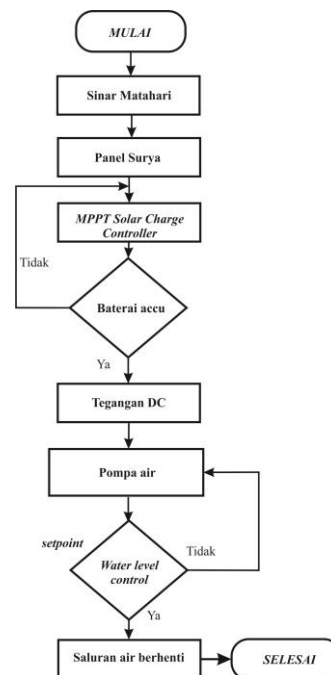 MULAI
Sinar Matahari
Panel Surya
MPPT Solar Charge
Controller
Tidak
Baterai accu
Ya
Tegangan DC
Pompa air
setpoint
Tidak
Water level
control
Ya
Saluran air berhenti
SELESAI